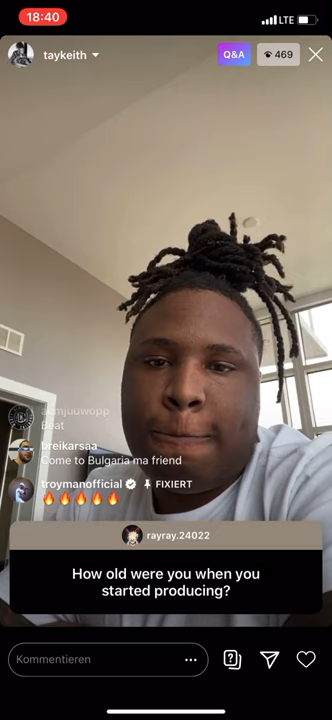 18:40
LTE
taykeith
Q&A
469
Beat
breikarsaa
Come to Bulgaria ma friend
troymanofficial FIXIERT
🔥🔥🔥🔥🔥
rayray.24022
How old were you when you
started producing?
Kommentieren